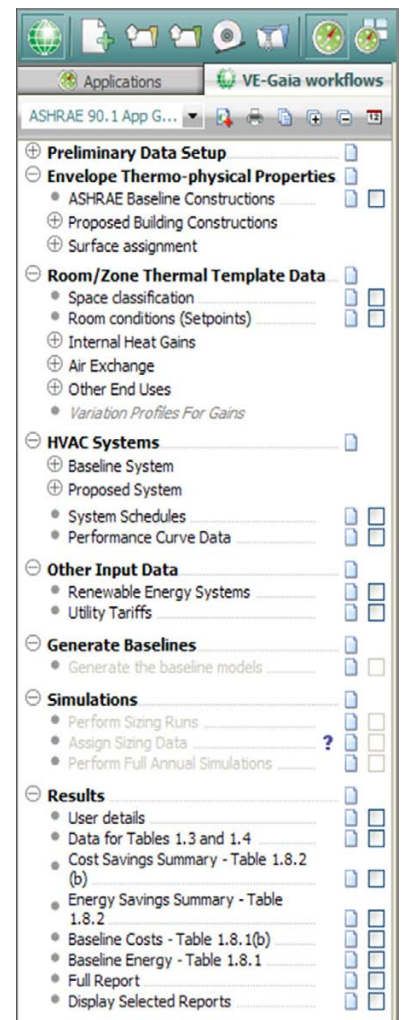 Applications
VE-Gaia workflows
ASHRAE 90.1 App G...
12
Preliminary Data Setup
Envelope Thermo-physical Properties
ASHRAE Baseline Constructions
Proposed Building Constructions
Surface assignment
Room/Zone Thermal Template Data
Space classification
Room conditions (Setpoints)
Internal Heat Gains
Air Exchange
Other End Uses
Variation Profiles For Gains
HVAC Systems
Baseline System
Proposed System
System Schedules
Performance Curve Data
Other Input Data
Renewable Energy Systems
Utility Tariffs
Generate Baselines
Generate the baseline models
Simulations
Perform Sizing Runs
Assign Sizing Data ?
Perform Full Annual Simulations
Results
User details
Data for Tables 1.3 and 1.4
Cost Savings Summary - Table 1.8.2
(b)
Energy Savings Summary - Table
1.8.2
Baseline Costs - Table 1.8.1(b)
Baseline Energy - Table 1.8.1
Full Report
Display Selected Reports